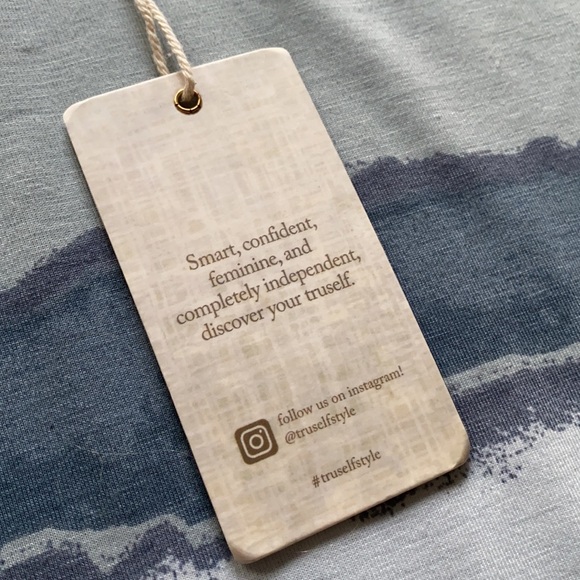 Smart, confident,
feminine, and
completely independent,
discover your truself.
follow us on instagram!
@truselfstyle
#truselfstyle